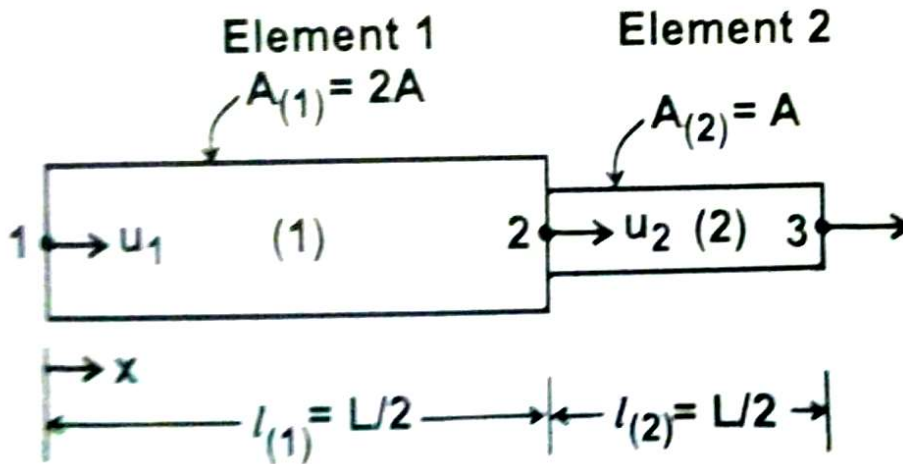 Element 1
Element 2
A(1) = 2A
A(2) = A
1
u1
(1)
2
u2
(2)
3
x
l(1) = L/2
l(2) = L/2